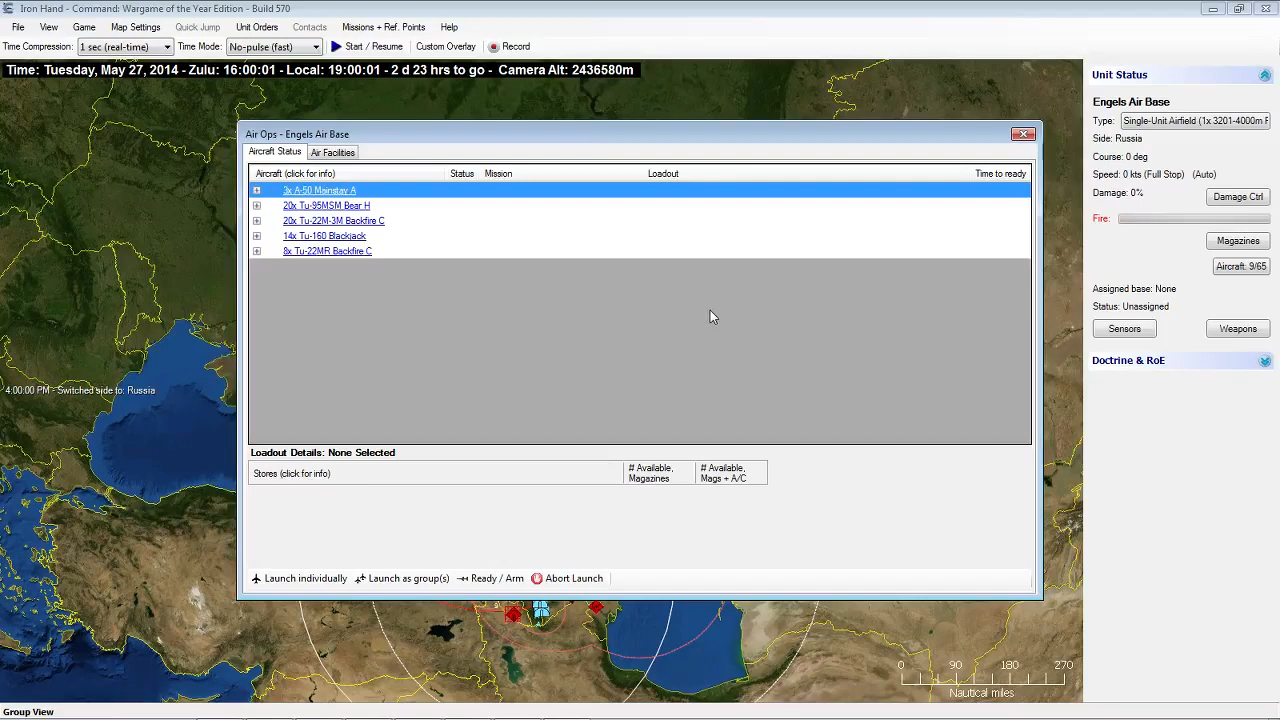 Iron Hand - Command: Wargame of the Year Edition - Build 570
File View Game Map Settings Quick Jump Unit Orders Contacts Missions + Ref. Points Help
Time Compression: 1 sec (real-time) Time Mode: No-pulse (fast) Start / Resume Custom Overlay Record
Time: Tuesday, May 27, 2014 - Zulu: 16:00:01 - Local: 19:00:01 - 2 d 23 hrs to go - Camera Alt: 2436580m
Air Ops - Engels Air Base
Aircraft Status Air Facilities
Aircraft (click for info) Status Mission Loadout Time to ready
3x A-50 Mainstay A
20x Tu-95MSM Bear H
20x Tu-22M-3M Backfire C
14x Tu-160 Blackjack
8x Tu-22MR Backfire C
4:00:00 PM - Switched side to: Russia
Loadout Details: None Selected
Stores (click for info)
# Available, Magazines
# Available, Mags + A/C
Launch individually Launch as group(s) Ready / Arm Abort Launch
Unit Status
Engels Air Base
Type: Single-Unit Airfield (1x 3201-4000m F
Side: Russia
Course: 0 deg
Speed: 0 kts (Full Stop) (Auto)
Damage: 0%
Damage Ctrl
Fire:
Magazines
Aircraft: 9/65
Assigned base: None
Status: Unassigned
Sensors Weapons
Doctrine & RoE
0 90 180 270
Nautical miles
Group View